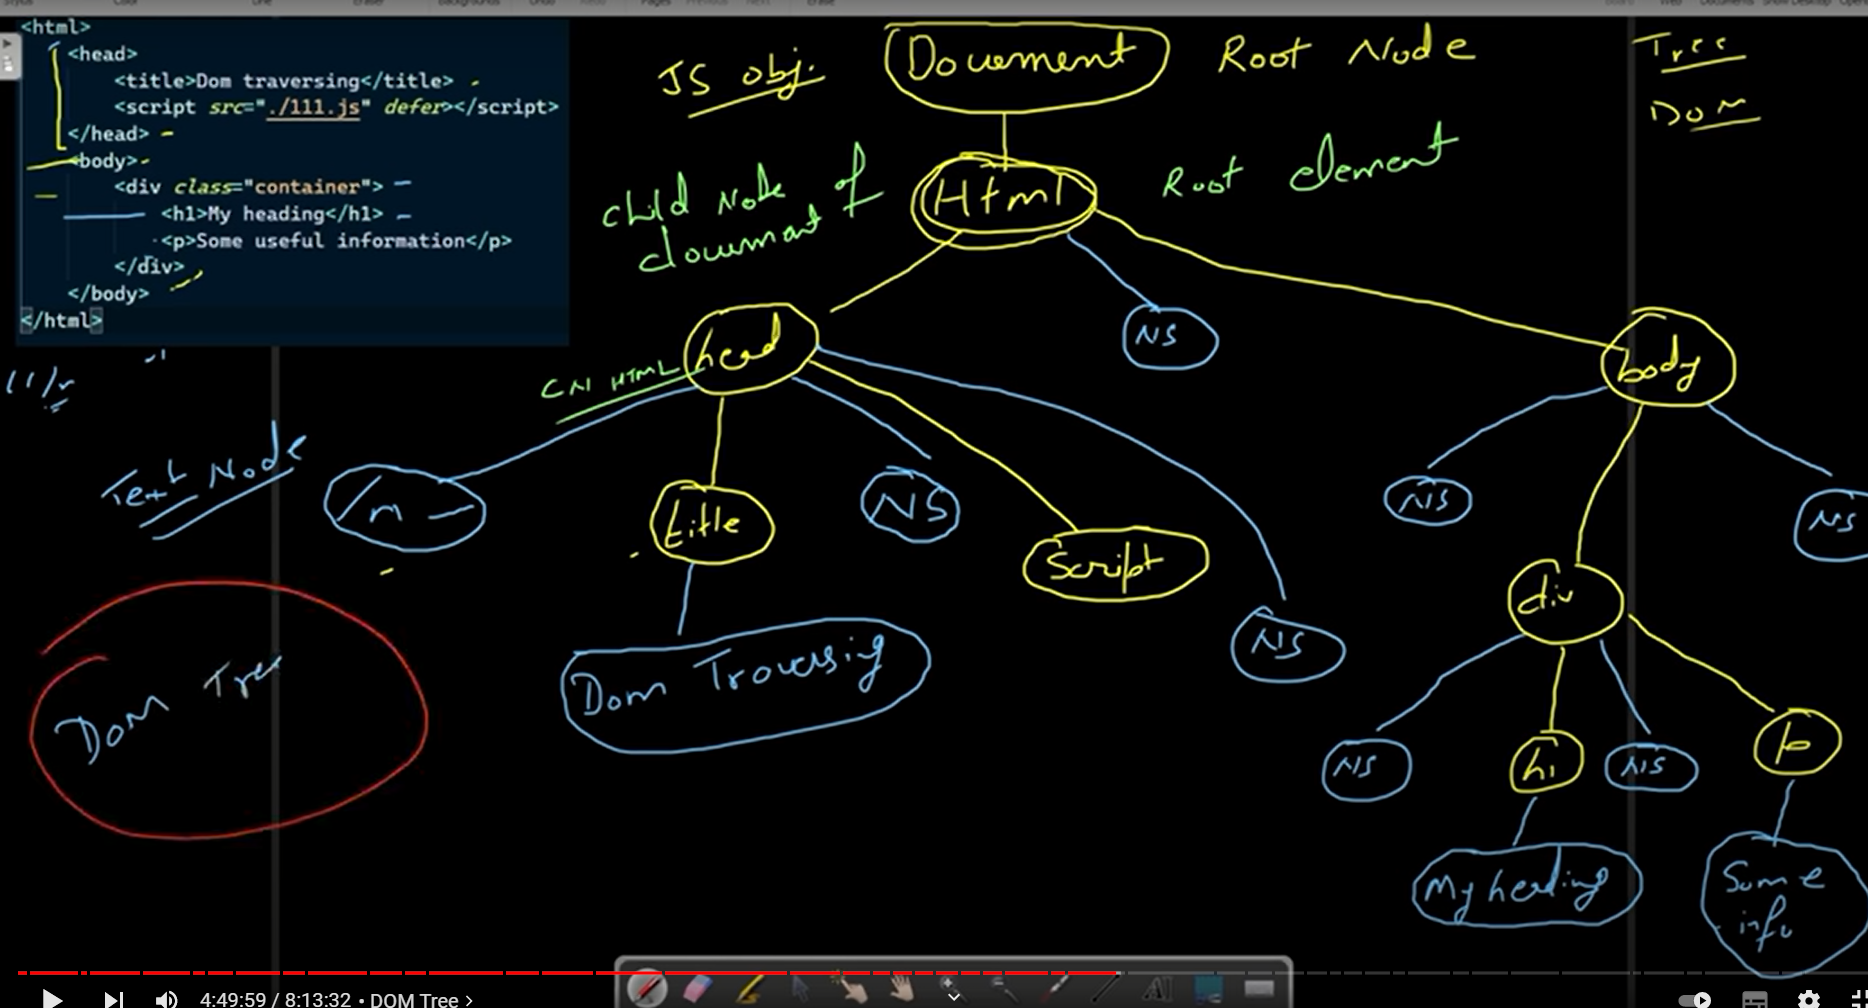 <html>
<head>
<title>Dom traversing</title>
<script src="./111.js" defer></script>
</head>
<body>
<div class="container">
<h1>My heading</h1>
<p>Some useful information</p>
</div>
</body>
</html>
JS obj.
Document
Root Node
Tree
DOM
Child Node of
document
Html
Root element
head
NS
body
Text Node
/n
title
NS
Script
NS
NS
div
NS
Dom Traversing
DOM Tree
NS
h1
NS
p
My heading
Some
info
4:49:59 / 8:13:32 • DOM Tree >